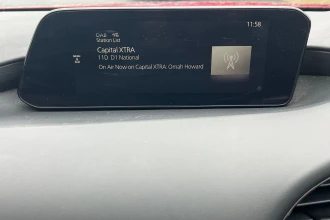 11:58
DAB
Station List
Capital XTRA
11D D1 National
On Air Now on Capital XTRA: Omah Howard